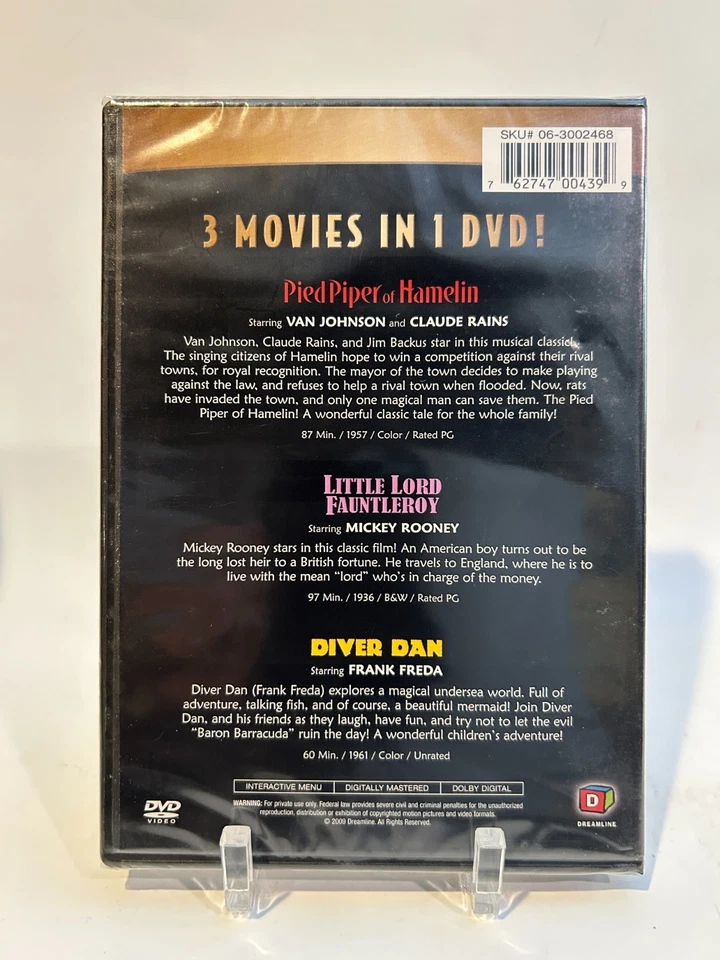 SKU# 06-3002468
7 62747 00439 9
3 MOVIES IN 1 DVD!
Pied Piper of Hamelin
Starring VAN JOHNSON and CLAUDE RAINS
Van Johnson, Claude Rains, and Jim Backus star in this musical classic!
The singing citizens of Hamelin hope to win a competition against their rival
towns, for royal recognition. The mayor of the town decides to make playing
against the law, and refuses to help a rival town when flooded. Now, rats
have invaded the town, and only one magical man can save them. The Pied
Piper of Hamelin! A wonderful classic tale for the whole family!
87 Min. / 1957 / Color / Rated PG
LITTLE LORD
FAUNTLEROY
Starring MICKEY ROONEY
Mickey Rooney stars in this classic film! An American boy turns out to be
the long lost heir to a British fortune. He travels to England, where he is to
live with the mean "lord" who's in charge of the money.
97 Min. / 1936 / B&W / Rated PG
DIVER DAN
Starring FRANK FREDA
Diver Dan (Frank Freda) explores a magical undersea world. Full of
adventure, talking fish, and of course, a beautiful mermaid! Join Diver
Dan, and his friends as they laugh, have fun, and try not to let the evil
"Baron Barracuda" ruin the day! A wonderful children's adventure!
60 Min. / 1961 / Color / Unrated
INTERACTIVE MENU | DIGITALLY MASTERED | DOLBY DIGITAL
WARNING: For private use only. Federal law provides severe civil and criminal penalties for the unauthorized
reproduction, distribution or exhibition of copyrighted motion pictures and video formats.
© 2009 Dreamline. All Rights Reserved.
DVD
VIDEO
D
DREAMLINE